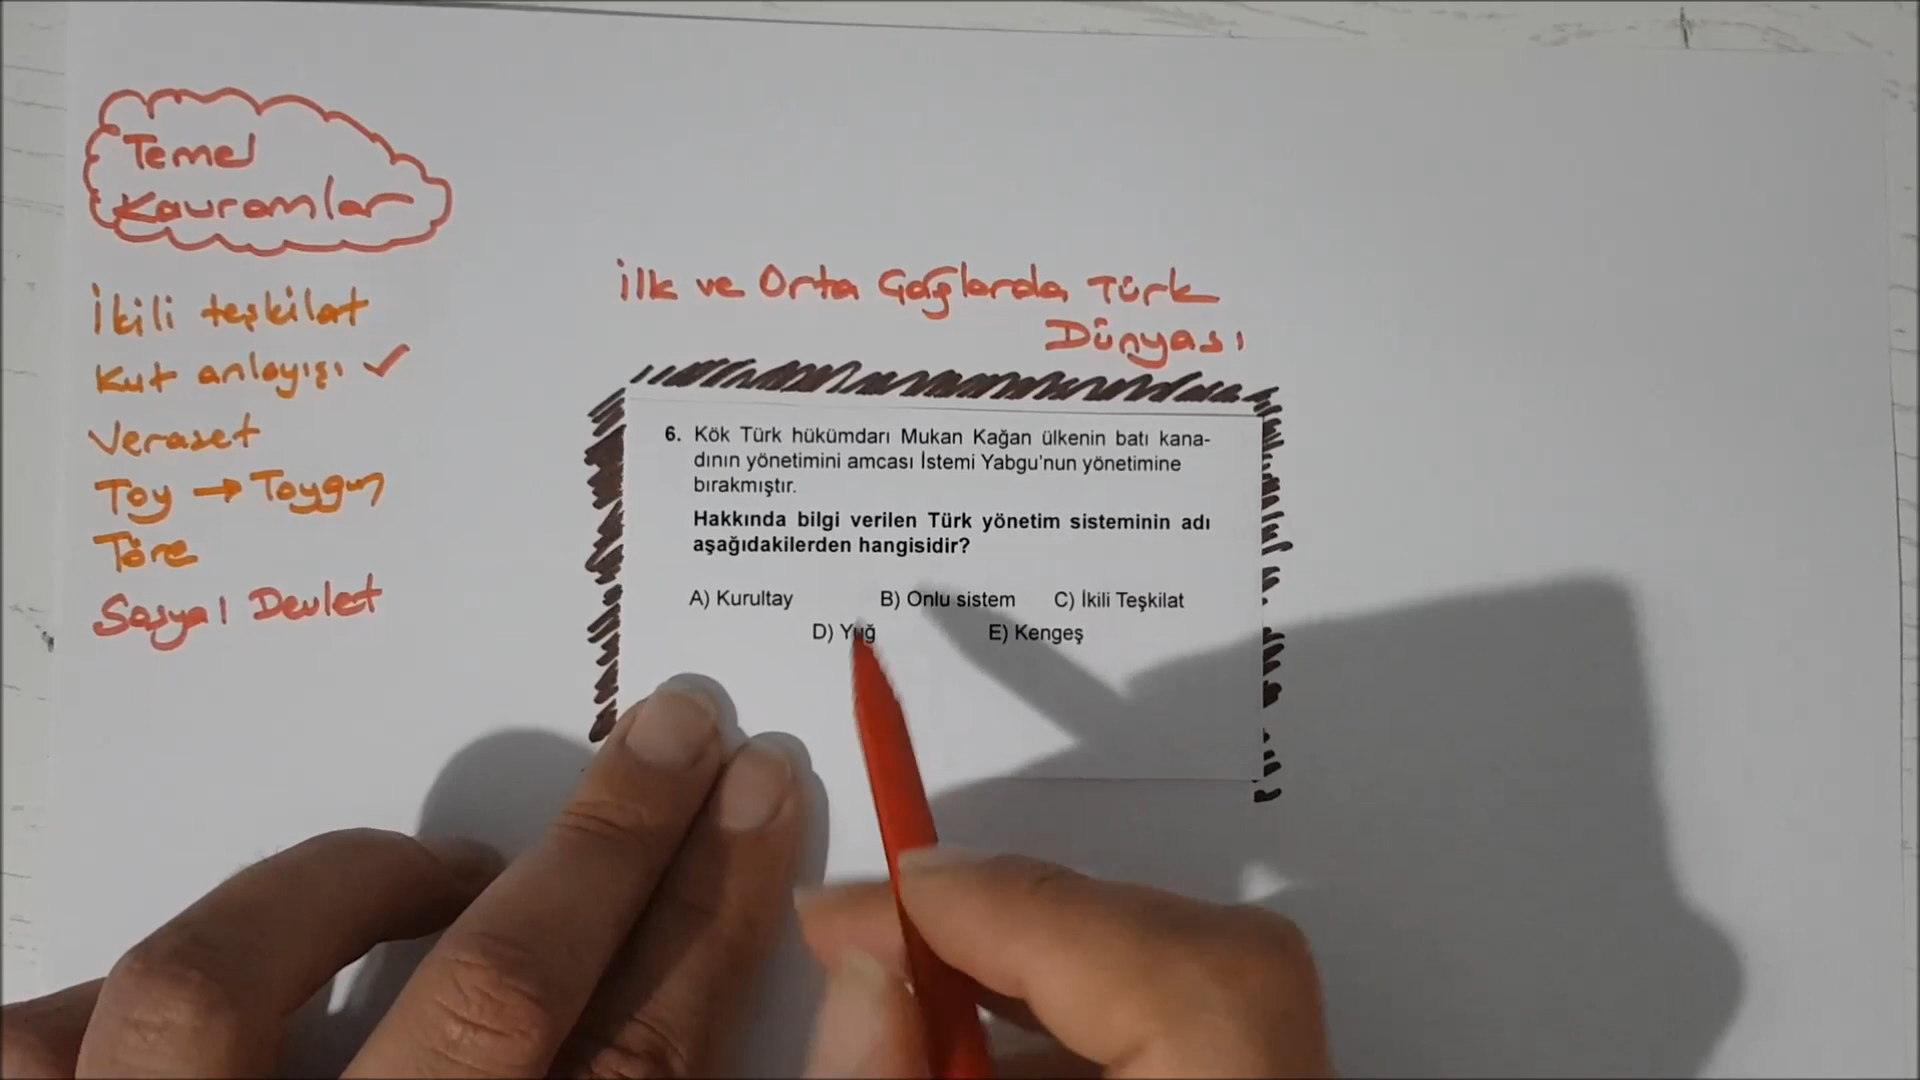 Temel
Kavramlar
İkili teşkilat
Kut anlayışı ✓
Veraset
Toy → Toygun
Töre
Sosyal Devlet
İlk ve Orta Çağlarda Türk
Dünyası
6. Kök Türk hükümdarı Mukan Kağan ülkenin batı kana-
dının yönetimini amcası İstemi Yabgu'nun yönetimine
bırakmıştır.
Hakkında bilgi verilen Türk yönetim sisteminin adı
aşağıdakilerden hangisidir?
A) Kurultay B) Onlu sistem C) İkili Teşkilat
D) Yuğ E) Kengeş